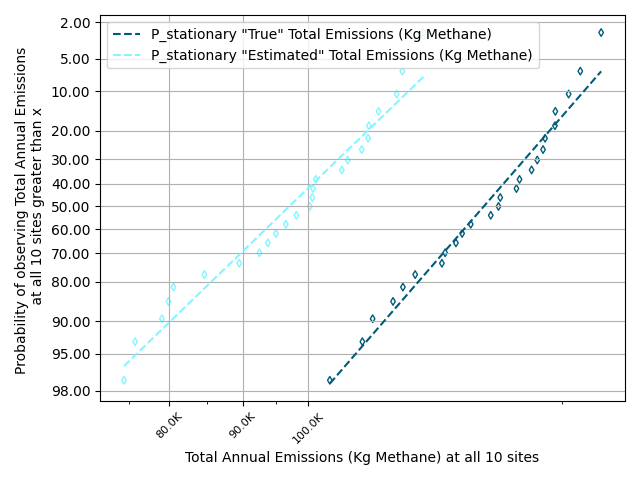 P_stationary "True" Total Emissions (Kg Methane)
P_stationary "Estimated" Total Emissions (Kg Methane)
Probability of observing Total Annual Emissions
at all 10 sites greater than x
2.00
5.00
10.00
20.00
30.00
40.00
50.00
60.00
70.00
80.00
90.00
95.00
98.00
80.0K
90.0K
100.0K
Total Annual Emissions (Kg Methane) at all 10 sites